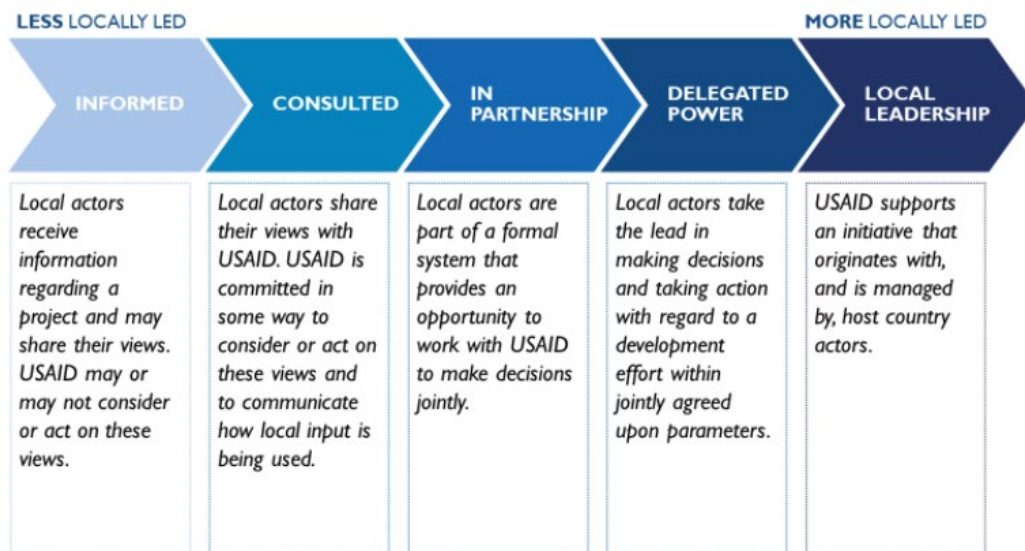 LESS LOCALLY LED
MORE LOCALLY LED
INFORMED
CONSULTED
IN
PARTNERSHIP
DELEGATED
POWER
LOCAL
LEADERSHIP
Local actors
receive
information
regarding a
project and may
share their views.
USAID may or
may not consider
or act on these
views.
Local actors share
their views with
USAID. USAID is
committed in
some way to
consider or act on
these views and
to communicate
how local input is
being used.
Local actors are
part of a formal
system that
provides an
opportunity to
work with USAID
to make decisions
jointly.
Local actors take
the lead in
making decisions
and taking action
with regard to a
development
effort within
jointly agreed
upon parameters.
USAID supports
an initiative that
originates with,
and is managed
by, host country
actors.